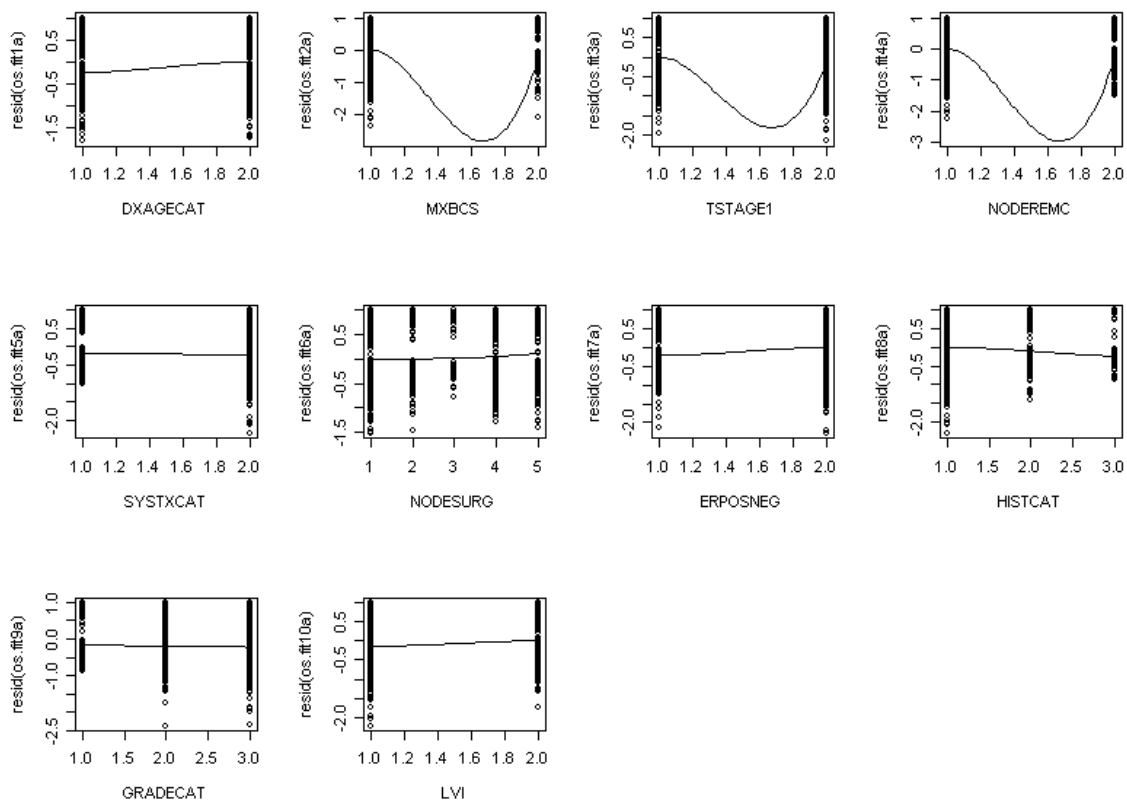 resid(os.fit1a)
0.5
-0.5
-1.5
1.0 1.2 1.4 1.6 1.8 2.0
DXAGECAT
resid(os.fit2a)
1
0
-1
-2
1.0 1.2 1.4 1.6 1.8 2.0
MXBCS
resid(os.fit3a)
0.5
-0.5
-2.0
1.0 1.2 1.4 1.6 1.8 2.0
TSTAGE1
resid(os.fit4a)
1
0
-1
-2
-3
1.0 1.2 1.4 1.6 1.8 2.0
NODEREMC
resid(os.fit5a)
0.5
-0.5
-2.0
1.0 1.2 1.4 1.6 1.8 2.0
SYSTXCAT
resid(os.fit6a)
0.5
-0.5
-1.5
1 2 3 4 5
NODESURG
resid(os.fit7a)
0.5
-0.5
-2.0
1.0 1.2 1.4 1.6 1.8 2.0
ERPOSNEG
resid(os.fit8a)
0.5
-0.5
-2.0
1.0 1.5 2.0 2.5 3.0
HISTCAT
resid(os.fit9a)
1.0
0.0
-1.0
-2.5
1.0 1.5 2.0 2.5 3.0
GRADECAT
resid(os.fit10a)
0.5
-0.5
-2.0
1.0 1.2 1.4 1.6 1.8 2.0
LVI